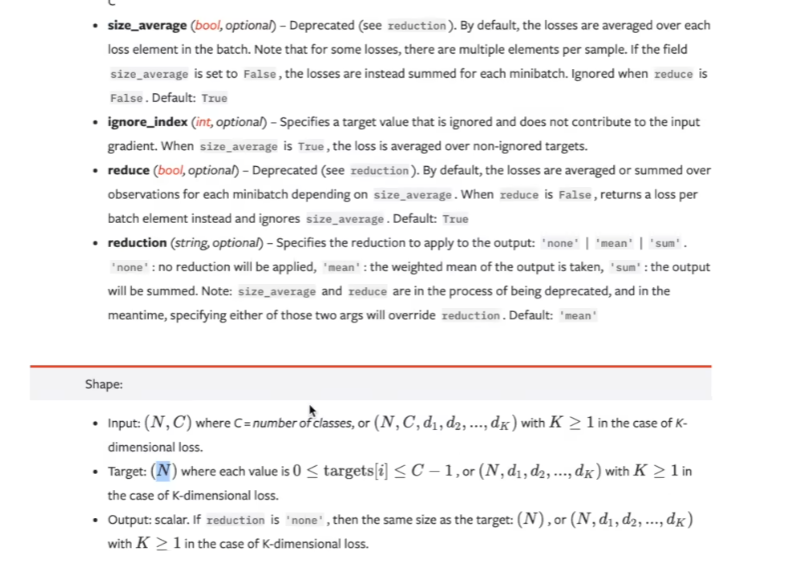 C
• size_average (bool, optional) – Deprecated (see reduction). By default, the losses are averaged over each
loss element in the batch. Note that for some losses, there are multiple elements per sample. If the field
size_average is set to False, the losses are instead summed for each minibatch. Ignored when reduce is
False. Default: True
• ignore_index (int, optional) – Specifies a target value that is ignored and does not contribute to the input
gradient. When size_average is True, the loss is averaged over non-ignored targets.
• reduce (bool, optional) – Deprecated (see reduction). By default, the losses are averaged or summed over
observations for each minibatch depending on size_average. When reduce is False, returns a loss per
batch element instead and ignores size_average. Default: True
• reduction (string, optional) – Specifies the reduction to apply to the output: 'none' | 'mean' | 'sum'.
'none': no reduction will be applied, 'mean': the weighted mean of the output is taken, 'sum': the output
will be summed. Note: size_average and reduce are in the process of being deprecated, and in the
meantime, specifying either of those two args will override reduction. Default: 'mean'
Shape:
• Input: (N, C) where C = number of classes, or (N, C, d₁, d₂, ..., d_K) with K ≥ 1 in the case of K-
dimensional loss.
• Target: (N) where each value is 0 ≤ targets[i] ≤ C − 1, or (N, d₁, d₂, ..., d_K) with K ≥ 1 in
the case of K-dimensional loss.
• Output: scalar. If reduction is 'none', then the same size as the target: (N), or (N, d₁, d₂, ..., d_K)
with K ≥ 1 in the case of K-dimensional loss.